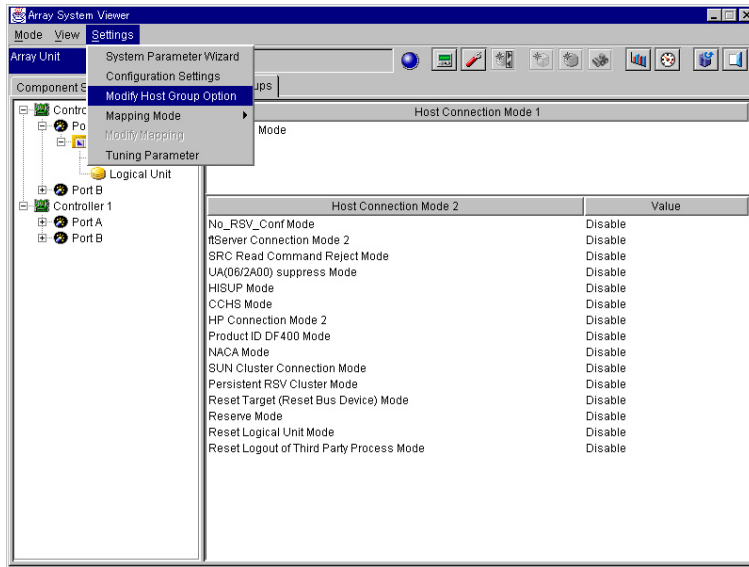 Array System Viewer
Mode View Settings
Array Unit
System Parameter Wizard
Configuration Settings
Modify Host Group Option
Mapping Mode
Modify Mapping
Tuning Parameter
Component S
ups
Host Connection Mode 1
Mode
Contro
Po
Logical Unit
Port B
Controller 1
Port A
Port B
Host Connection Mode 2 Value
No_RSV_Conf Mode Disable
ftServer Connection Mode 2 Disable
SRC Read Command Reject Mode Disable
UA(06/2A00) suppress Mode Disable
HISUP Mode Disable
CCHS Mode Disable
HP Connection Mode 2 Disable
Product ID DF400 Mode Disable
NACA Mode Disable
SUN Cluster Connection Mode Disable
Persistent RSV Cluster Mode Disable
Reset Target (Reset Bus Device) Mode Disable
Reserve Mode Disable
Reset Logical Unit Mode Disable
Reset Logout of Third Party Process Mode Disable